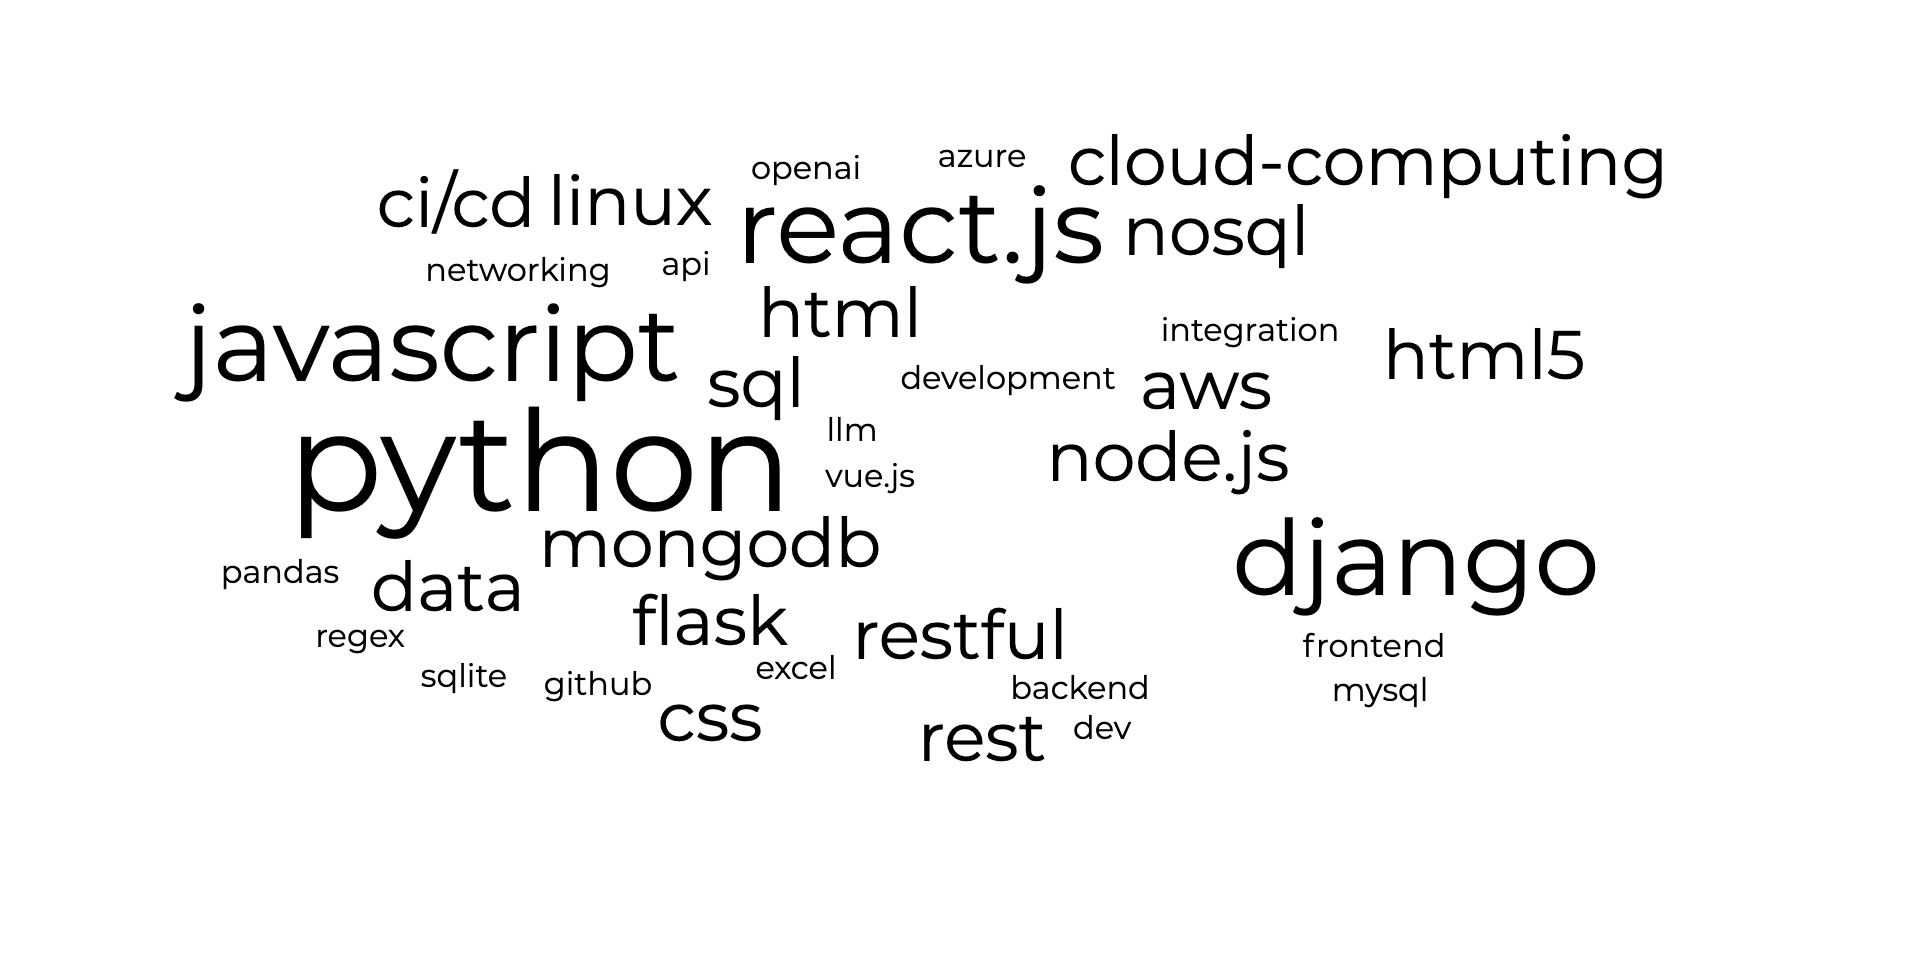 openai azure cloud-computing
ci/cd linux react.js nosql
networking api
html
javascript integration html5
sql development aws
python llm node.js
vue.js
mongodb django
pandas data
regex flask restful frontend
sqlite github excel backend mysql
css rest dev